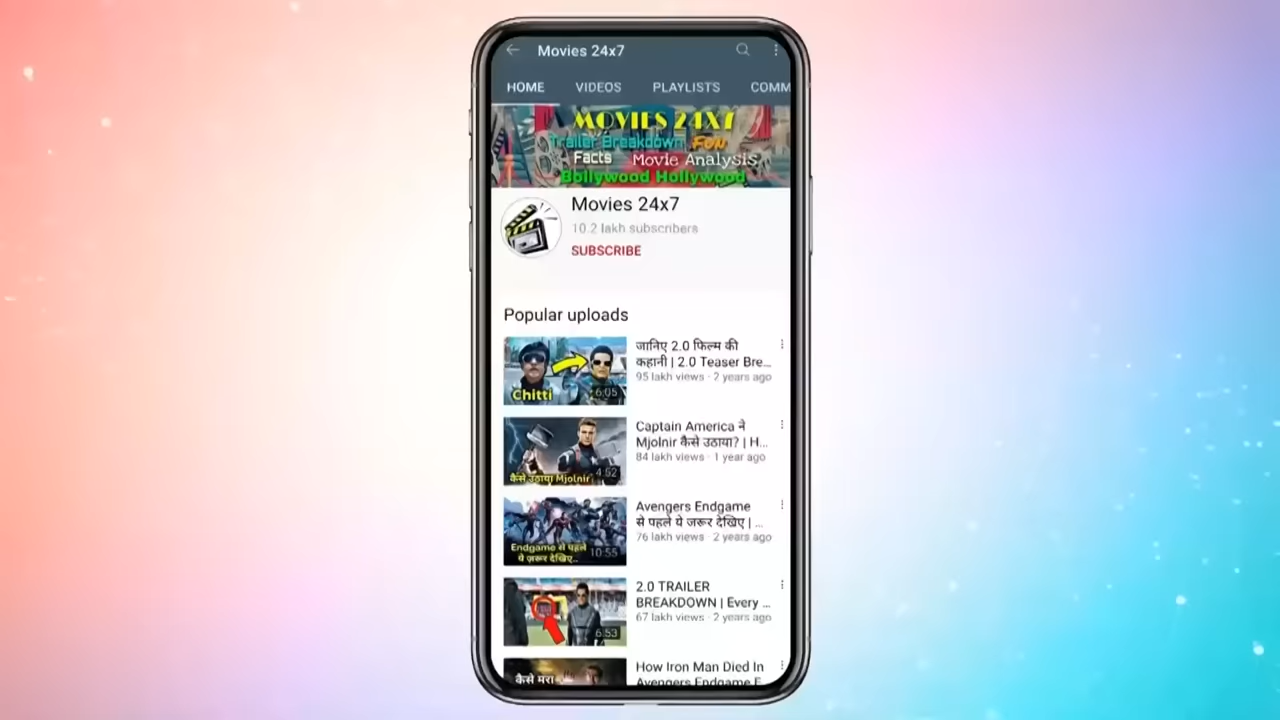 Movies 24x7
HOME VIDEOS PLAYLISTS COMM
MOVIES 24X7
Trailer Breakdown FUN
Facts Movie Analysis
Bollywood Hollywood
Movies 24x7
10.2 lakh subscribers
SUBSCRIBE
Popular uploads
Chitti
6:05
जानिए 2.0 फिल्म की
कहानी | 2.0 Teaser Bre...
95 lakh views · 2 years ago
कैसे उठाया Mjolnir
4:52
Captain America ने
Mjolnir कैसे उठाया? | H...
84 lakh views · 1 year ago
Endgame से पहले
ये ज़रूर देखिए..
10:55
Avengers Endgame
से पहले ये जरूर देखिए | ...
76 lakh views · 2 years ago
6:53
2.0 TRAILER
BREAKDOWN | Every ...
67 lakh views · 2 years ago
कैसे मरा
How Iron Man Died In
Avengers Endgame F